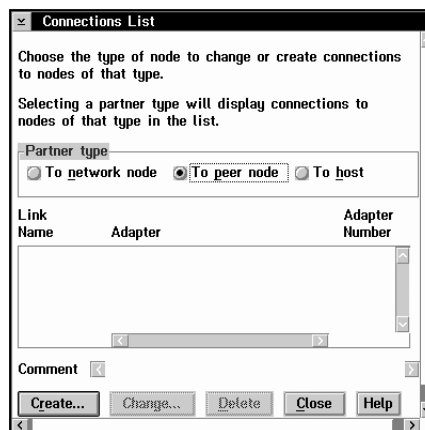 Connections List
Choose the type of node to change or create connections
to nodes of that type.
Selecting a partner type will display connections to
nodes of that type in the list.
Partner type
To network node To peer node To host
Link Adapter
Name Adapter Number
Comment
Create... Change... Delete Close Help